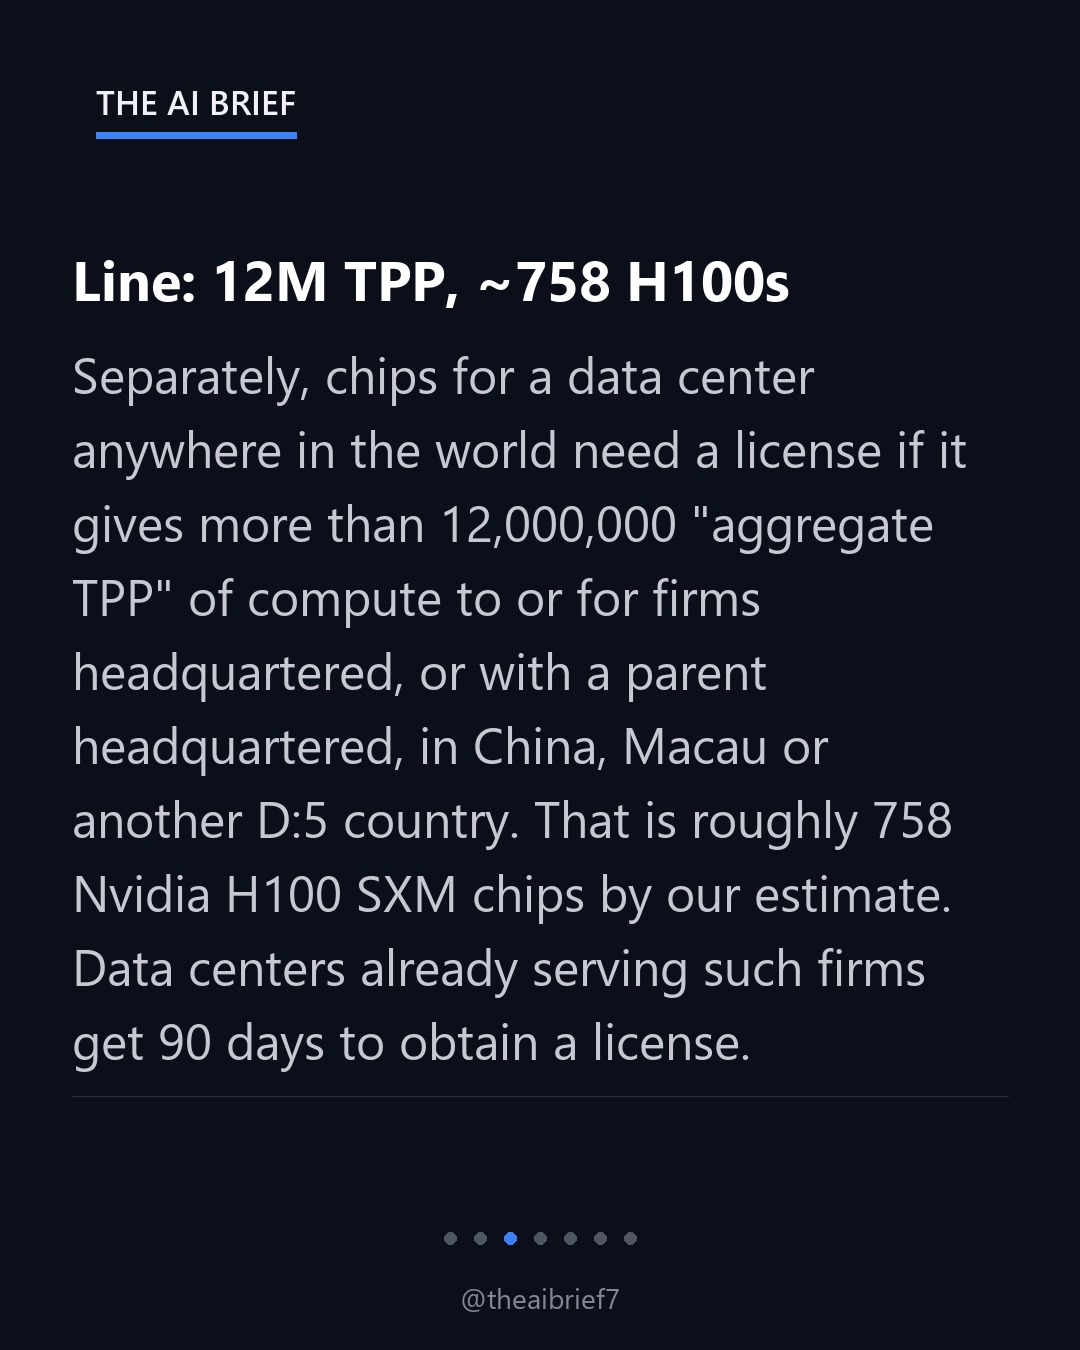 THE AI BRIEF
Line: 12M TPP, ~758 H100s
Separately, chips for a data center
anywhere in the world need a license if it
gives more than 12,000,000 "aggregate
TPP" of compute to or for firms
headquartered, or with a parent
headquartered, in China, Macau or
another D:5 country. That is roughly 758
Nvidia H100 SXM chips by our estimate.
Data centers already serving such firms
get 90 days to obtain a license.
@theaibrief7